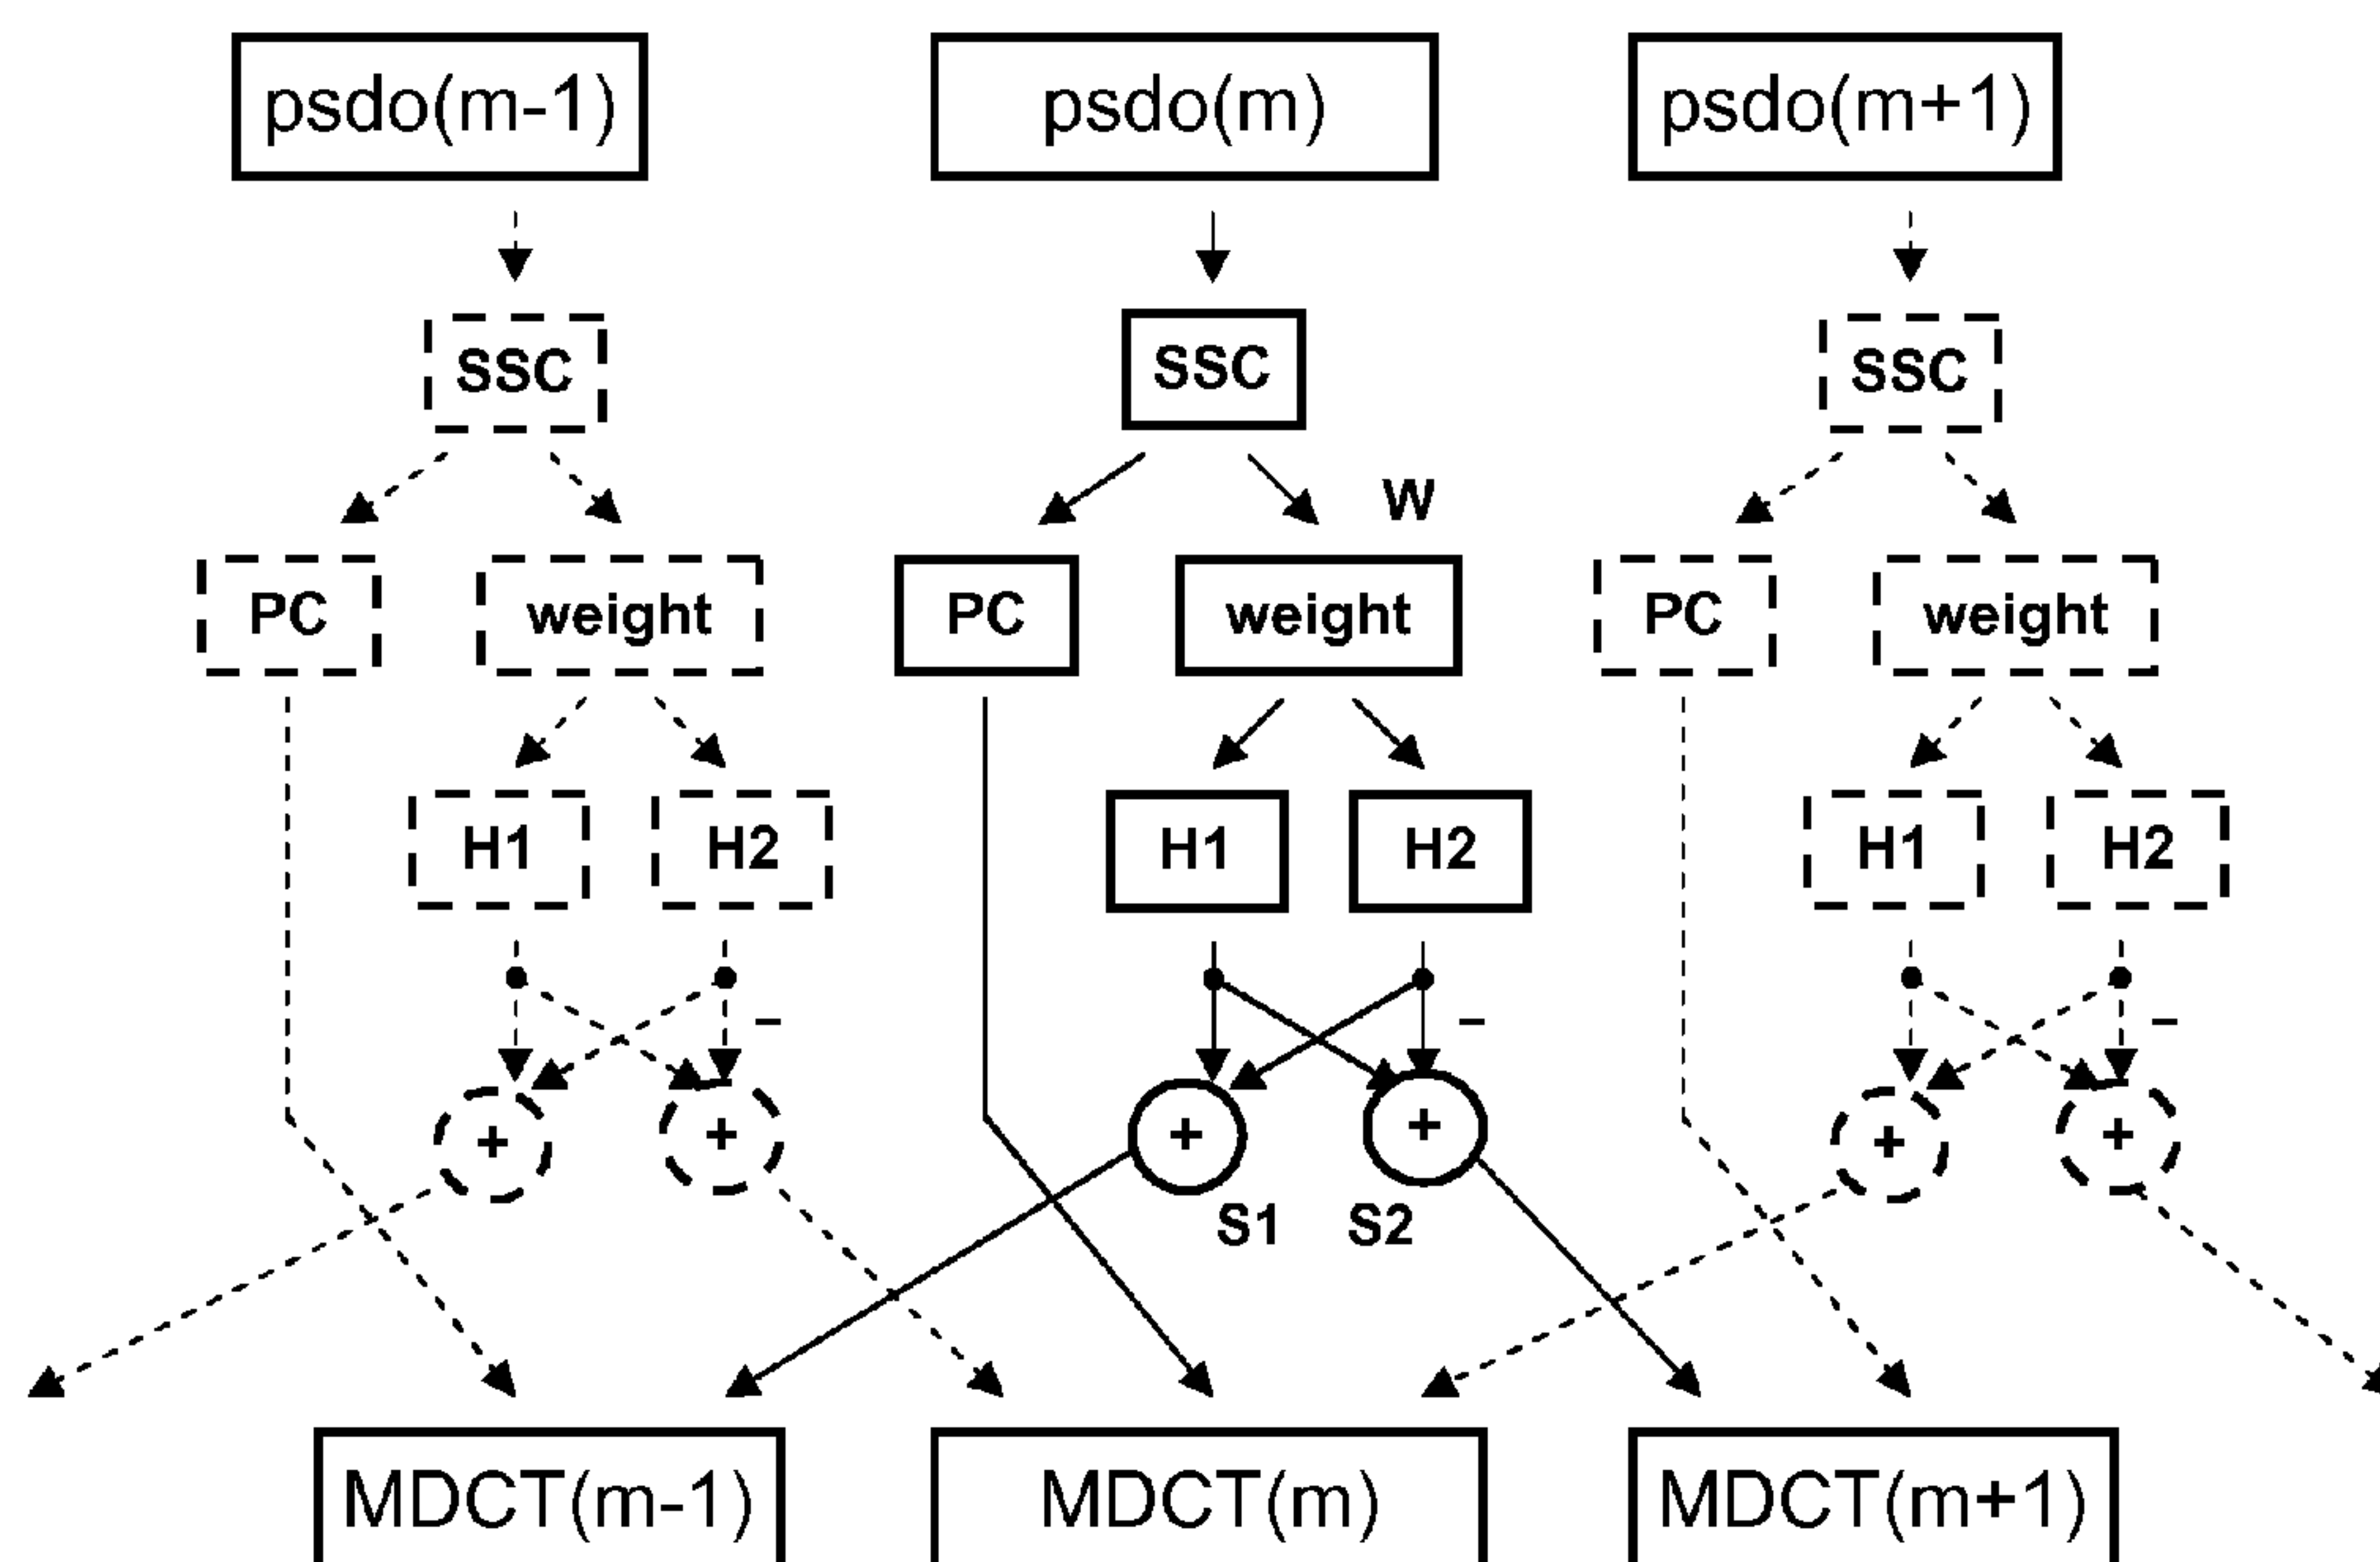 psdo(m-1) psdo(m) psdo(m+1)
SSC SSC SSC
W
PC weight PC weight PC weight
H1 H2 H1 H2 H1 H2
– – –
+ + + + + +
S1 S2
MDCT(m-1) MDCT(m) MDCT(m+1)